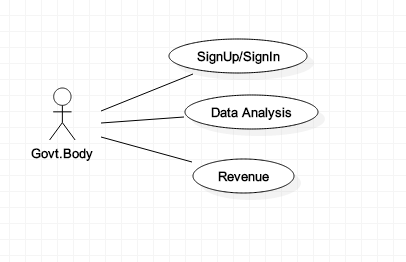 SignUp/SignIn
Data Analysis
Govt.Body
Revenue